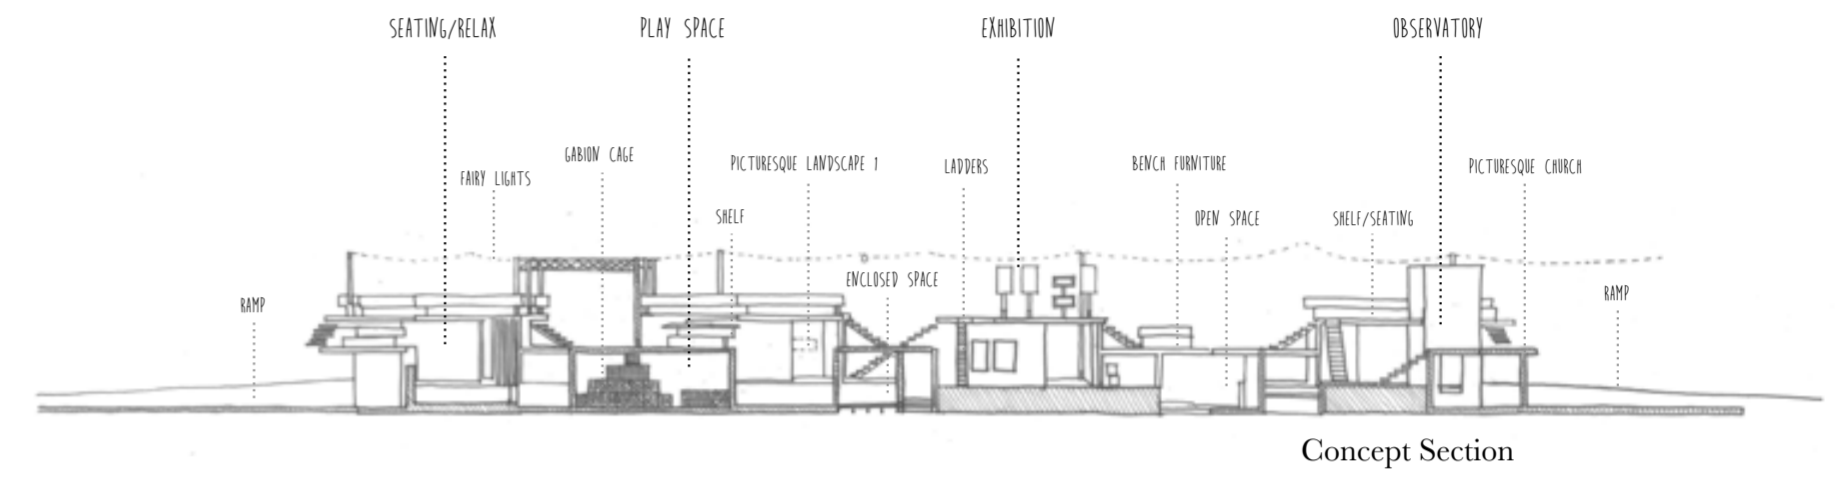 SEATING/RELAX
PLAY SPACE
EXHIBITION
OBSERVATORY
GABION CAGE
PICTURESQUE LANDSCAPE 1
LADDERS
BENCH FURNITURE
PICTURESQUE CHURCH
FAIRY LIGHTS
SHELF
OPEN SPACE
SHELF/SEATING
ENCLOSED SPACE
RAMP
RAMP
Concept Section